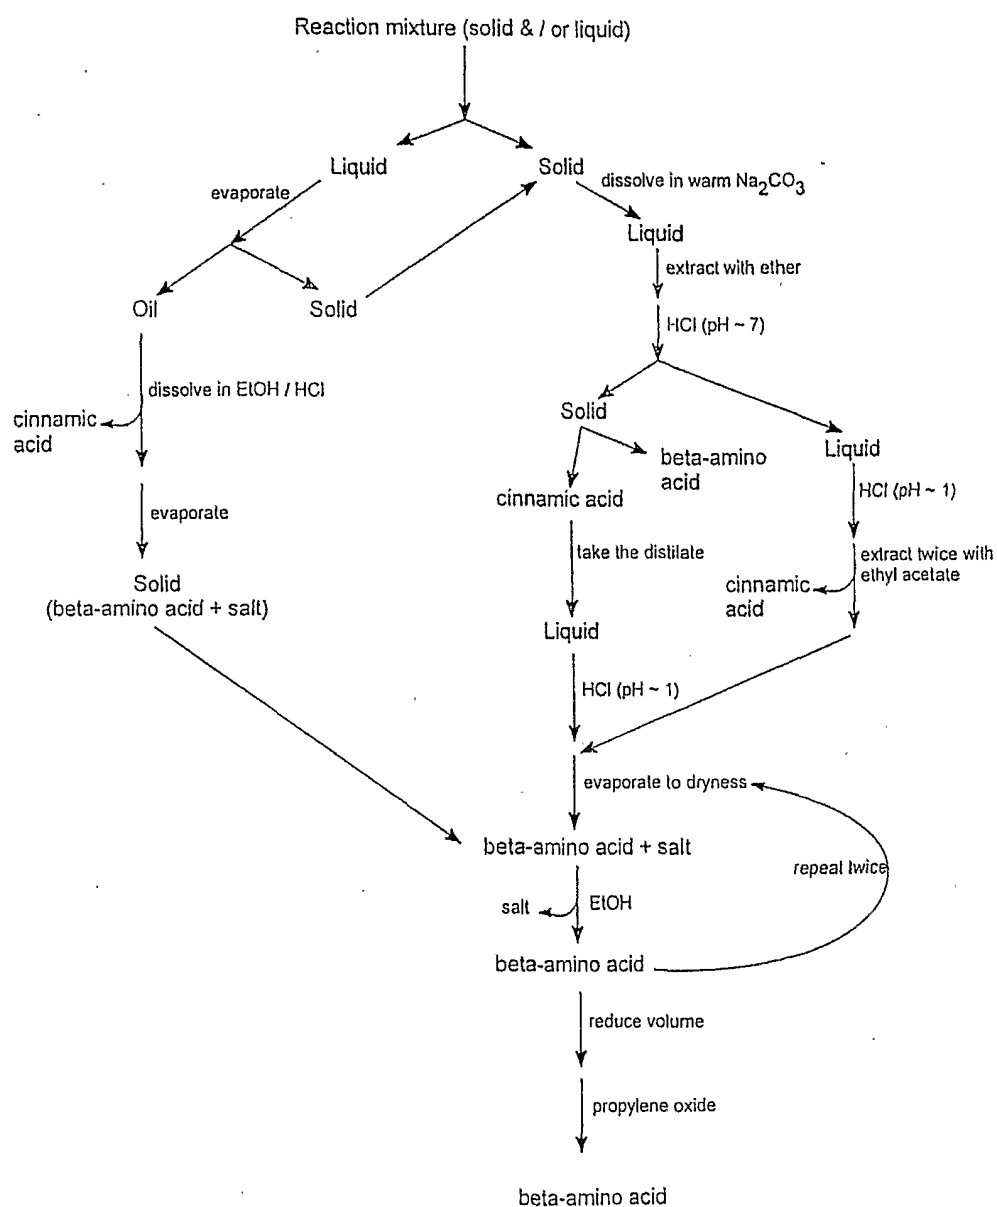 Reaction mixture (solid & / or liquid)
Liquid
Solid
dissolve in warm Na2CO3
evaporate
Liquid
extract with ether
Oil
Solid
HCl (pH ~ 7)
dissolve in EtOH / HCl
cinnamic
acid
Solid
Liquid
beta-amino
acid
cinnamic acid
HCl (pH ~ 1)
evaporate
take the distilate
extract twice with
ethyl acetate
cinnamic
acid
Solid
(beta-amino acid + salt)
Liquid
HCl (pH ~ 1)
evaporate to dryness
beta-amino acid + salt
repeat twice
salt
EtOH
beta-amino acid
reduce volume
propylene oxide
beta-amino acid